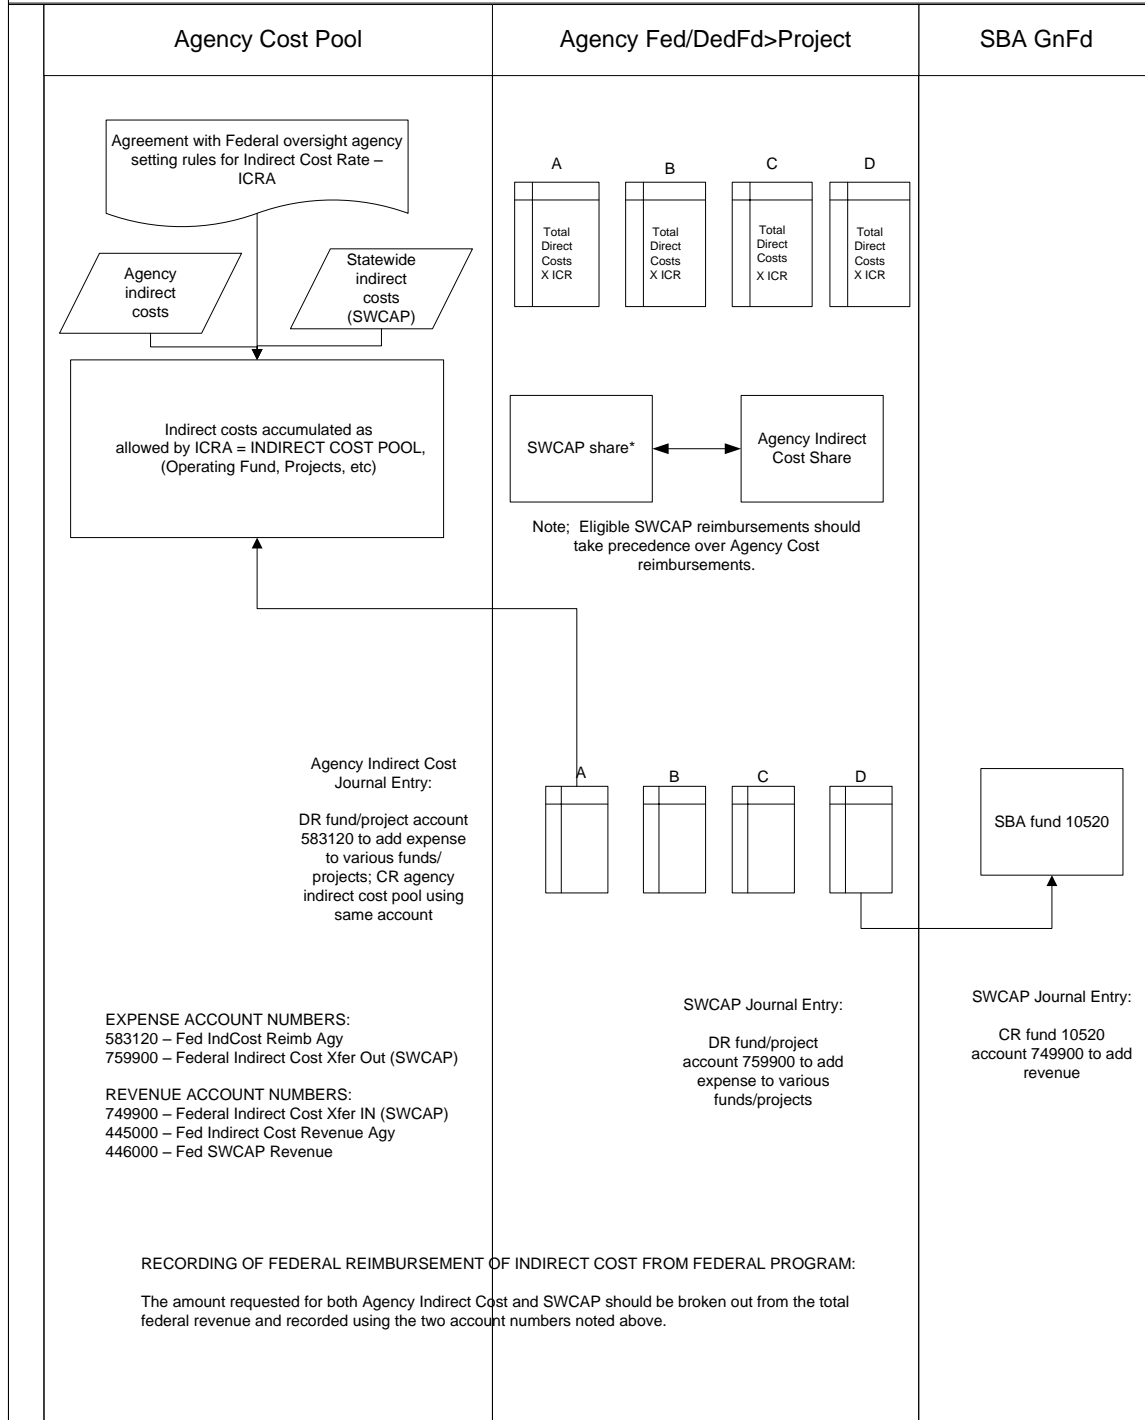 Agency Cost Pool
Agency Fed/DedFd>Project
SBA GnFd
Agreement with Federal oversight agency
setting rules for Indirect Cost Rate –
ICRA
Agency
indirect
costs
Statewide
indirect
costs
(SWCAP)
Indirect costs accumulated as
allowed by ICRA = INDIRECT COST POOL,
(Operating Fund, Projects, etc)
A
B
C
D
Total
Direct
Costs
X ICR
Total
Direct
Costs
X ICR
Total
Direct
Costs
X ICR
Total
Direct
Costs
X ICR
SWCAP share*
Agency Indirect
Cost Share
Note; Eligible SWCAP reimbursements should
take precedence over Agency Cost
reimbursements.
Agency Indirect Cost
Journal Entry:
DR fund/project account
583120 to add expense
to various funds/
projects; CR agency
indirect cost pool using
same account
A
B
C
D
SBA fund 10520
SWCAP Journal Entry:
DR fund/project
account 759900 to add
expense to various
funds/projects
SWCAP Journal Entry:
CR fund 10520
account 749900 to add
revenue
EXPENSE ACCOUNT NUMBERS:
583120 – Fed IndCost Reimb Agy
759900 – Federal Indirect Cost Xfer Out (SWCAP)
REVENUE ACCOUNT NUMBERS:
749900 – Federal Indirect Cost Xfer IN (SWCAP)
445000 – Fed Indirect Cost Revenue Agy
446000 – Fed SWCAP Revenue
RECORDING OF FEDERAL REIMBURSEMENT OF INDIRECT COST FROM FEDERAL PROGRAM:
The amount requested for both Agency Indirect Cost and SWCAP should be broken out from the total
federal revenue and recorded using the two account numbers noted above.